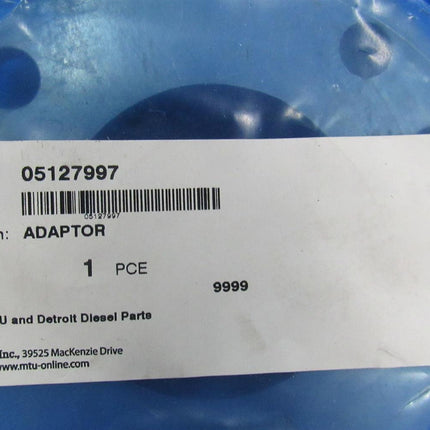 05127997
05127997
n: ADAPTOR
1 PCE
9999
U and Detroit Diesel Parts
Inc., 39525 MacKenzie Drive
www.mtu-online.com